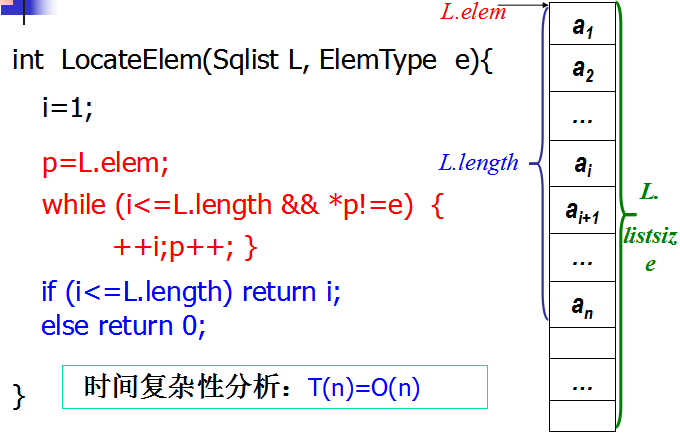 int LocateElem(Sqlist L, ElemType e){
i=1;
p=L.elem;
while (i<=L.length && *p!=e) {
++i;p++; }
if (i<=L.length) return i;
else return 0;
}
时间复杂性分析：T(n)=O(n)
L.elem
L.length
a1
a2
...
ai
ai+1
...
an
...
L.
listsiz
e